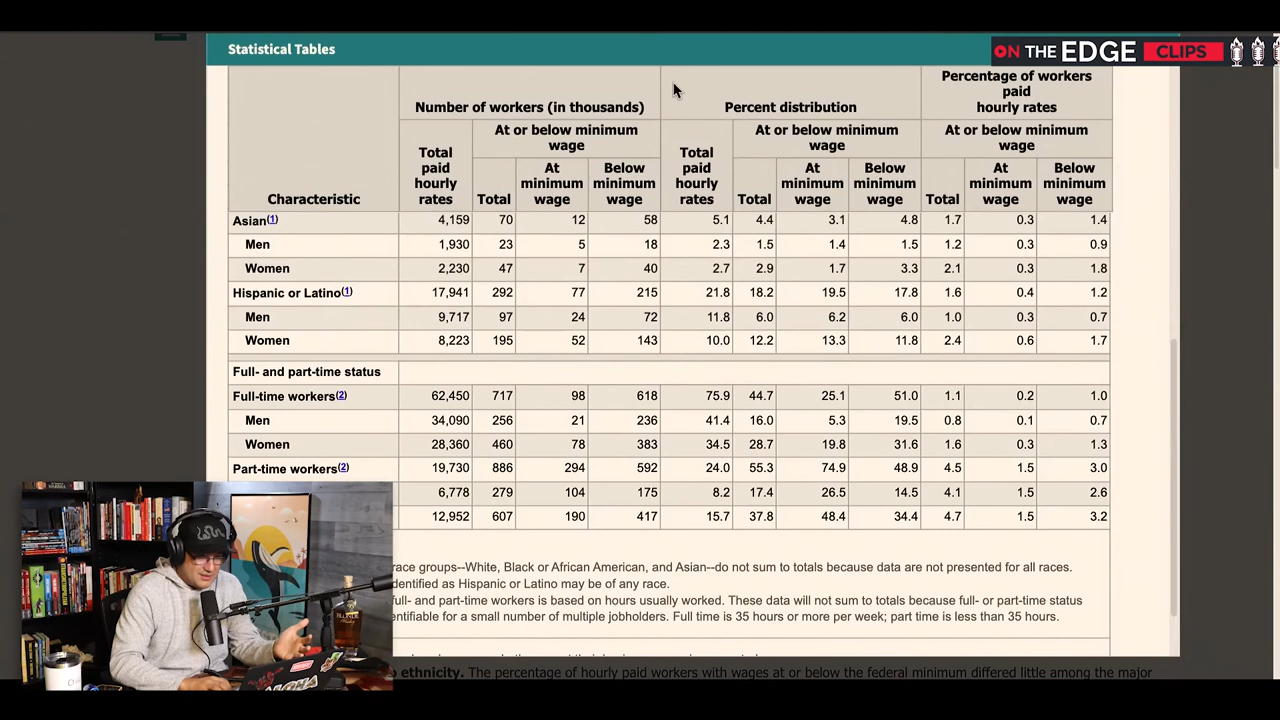 Statistical Tables
ON THE EDGE CLIPS
Characteristic
Number of workers (in thousands)
Percent distribution
Percentage of workers
paid
hourly rates
Total
paid
hourly
rates
At or below minimum
wage
Total
At
minimum
wage
Below
minimum
wage
Total
paid
hourly
rates
At or below minimum
wage
Total
At
minimum
wage
Below
minimum
wage
At or below minimum
wage
Total
At
minimum
wage
Below
minimum
wage
Asian(1) 4,159 70 12 58 5.1 4.4 3.1 4.8 1.7 0.3 1.4
Men 1,930 23 5 18 2.3 1.5 1.4 1.5 1.2 0.3 0.9
Women 2,230 47 7 40 2.7 2.9 1.7 3.3 2.1 0.3 1.8
Hispanic or Latino(1) 17,941 292 77 215 21.8 18.2 19.5 17.8 1.6 0.4 1.2
Men 9,717 97 24 72 11.8 6.0 6.2 6.0 1.0 0.3 0.7
Women 8,223 195 52 143 10.0 12.2 13.3 11.8 2.4 0.6 1.7
Full- and part-time status
Full-time workers(2) 62,450 717 98 618 75.9 44.7 25.1 51.0 1.1 0.2 1.0
Men 34,090 256 21 236 41.4 16.0 5.3 19.5 0.8 0.1 0.7
Women 28,360 460 78 383 34.5 28.7 19.8 31.6 1.6 0.3 1.3
Part-time workers(2) 19,730 886 294 592 24.0 55.3 74.9 48.9 4.5 1.5 3.0
6,778 279 104 175 8.2 17.4 26.5 14.5 4.1 1.5 2.6
12,952 607 190 417 15.7 37.8 48.4 34.4 4.7 1.5 3.2
race groups--White, Black or African American, and Asian--do not sum to totals because data are not presented for all races.
dentified as Hispanic or Latino may be of any race.
full- and part-time workers is based on hours usually worked. These data will not sum to totals because full- or part-time status
entifiable for a small number of multiple jobholders. Full time is 35 hours or more per week; part time is less than 35 hours.
o ethnicity. The percentage of hourly paid workers with wages at or below the federal minimum differed little among the major
ALOHA